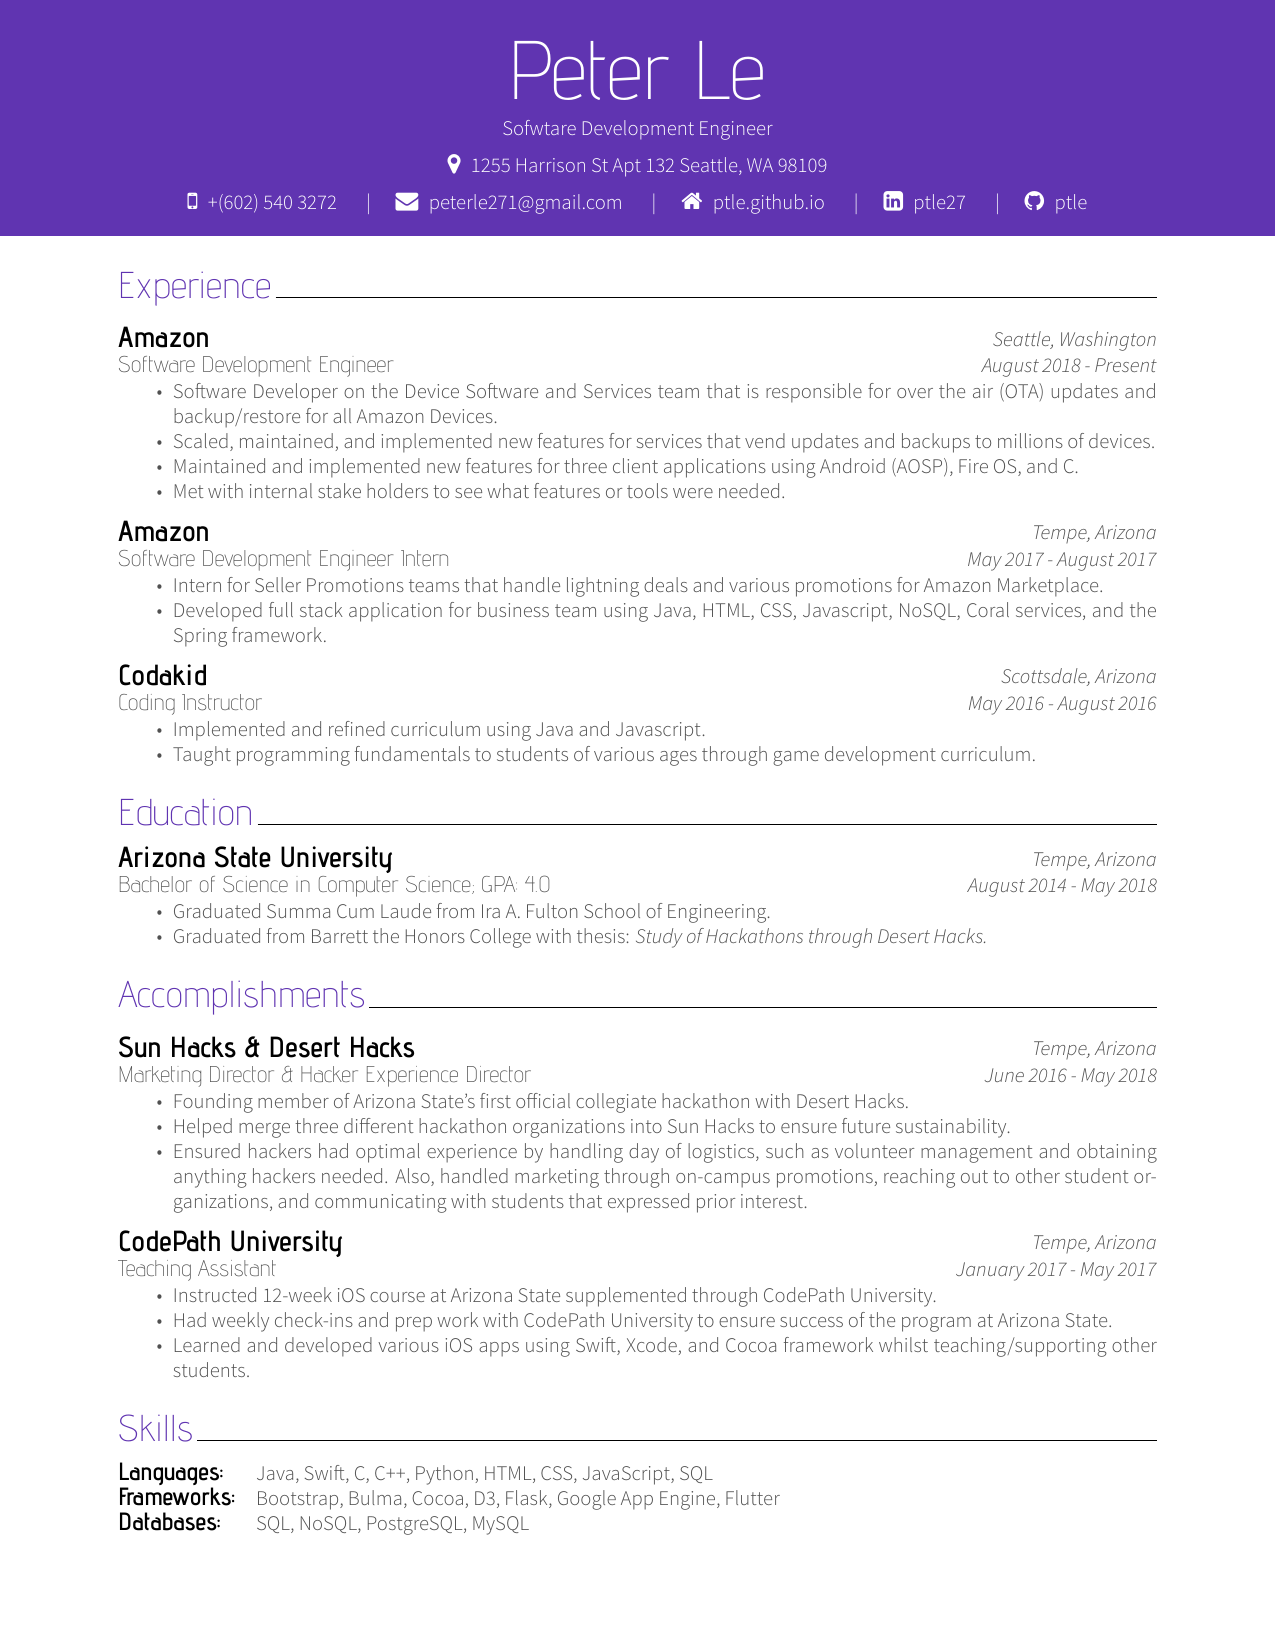 Peter Le
Sofwtare Development Engineer
1255 Harrison St Apt 132 Seattle, WA 98109
+(602) 540 3272 | peterle271@gmail.com | ptle.github.io | ptle27 | ptle
Experience
Amazon Seattle, Washington
Software Development Engineer August 2018 - Present
• Software Developer on the Device Software and Services team that is responsible for over the air (OTA) updates and
backup/restore for all Amazon Devices.
• Scaled, maintained, and implemented new features for services that vend updates and backups to millions of devices.
• Maintained and implemented new features for three client applications using Android (AOSP), Fire OS, and C.
• Met with internal stake holders to see what features or tools were needed.
Amazon Tempe, Arizona
Software Development Engineer Intern May 2017 - August 2017
• Intern for Seller Promotions teams that handle lightning deals and various promotions for Amazon Marketplace.
• Developed full stack application for business team using Java, HTML, CSS, Javascript, NoSQL, Coral services, and the
Spring framework.
Codakid Scottsdale, Arizona
Coding Instructor May 2016 - August 2016
• Implemented and refined curriculum using Java and Javascript.
• Taught programming fundamentals to students of various ages through game development curriculum.
Education
Arizona State University Tempe, Arizona
Bachelor of Science in Computer Science; GPA: 4.0 August 2014 - May 2018
• Graduated Summa Cum Laude from Ira A. Fulton School of Engineering.
• Graduated from Barrett the Honors College with thesis: Study of Hackathons through Desert Hacks.
Accomplishments
Sun Hacks & Desert Hacks Tempe, Arizona
Marketing Director & Hacker Experience Director June 2016 - May 2018
• Founding member of Arizona State’s first official collegiate hackathon with Desert Hacks.
• Helped merge three different hackathon organizations into Sun Hacks to ensure future sustainability.
• Ensured hackers had optimal experience by handling day of logistics, such as volunteer management and obtaining
anything hackers needed. Also, handled marketing through on-campus promotions, reaching out to other student or-
ganizations, and communicating with students that expressed prior interest.
CodePath University Tempe, Arizona
Teaching Assistant January 2017 - May 2017
• Instructed 12-week iOS course at Arizona State supplemented through CodePath University.
• Had weekly check-ins and prep work with CodePath University to ensure success of the program at Arizona State.
• Learned and developed various iOS apps using Swift, Xcode, and Cocoa framework whilst teaching/supporting other
students.
Skills
Languages: Java, Swift, C, C++, Python, HTML, CSS, JavaScript, SQL
Frameworks: Bootstrap, Bulma, Cocoa, D3, Flask, Google App Engine, Flutter
Databases: SQL, NoSQL, PostgreSQL, MySQL